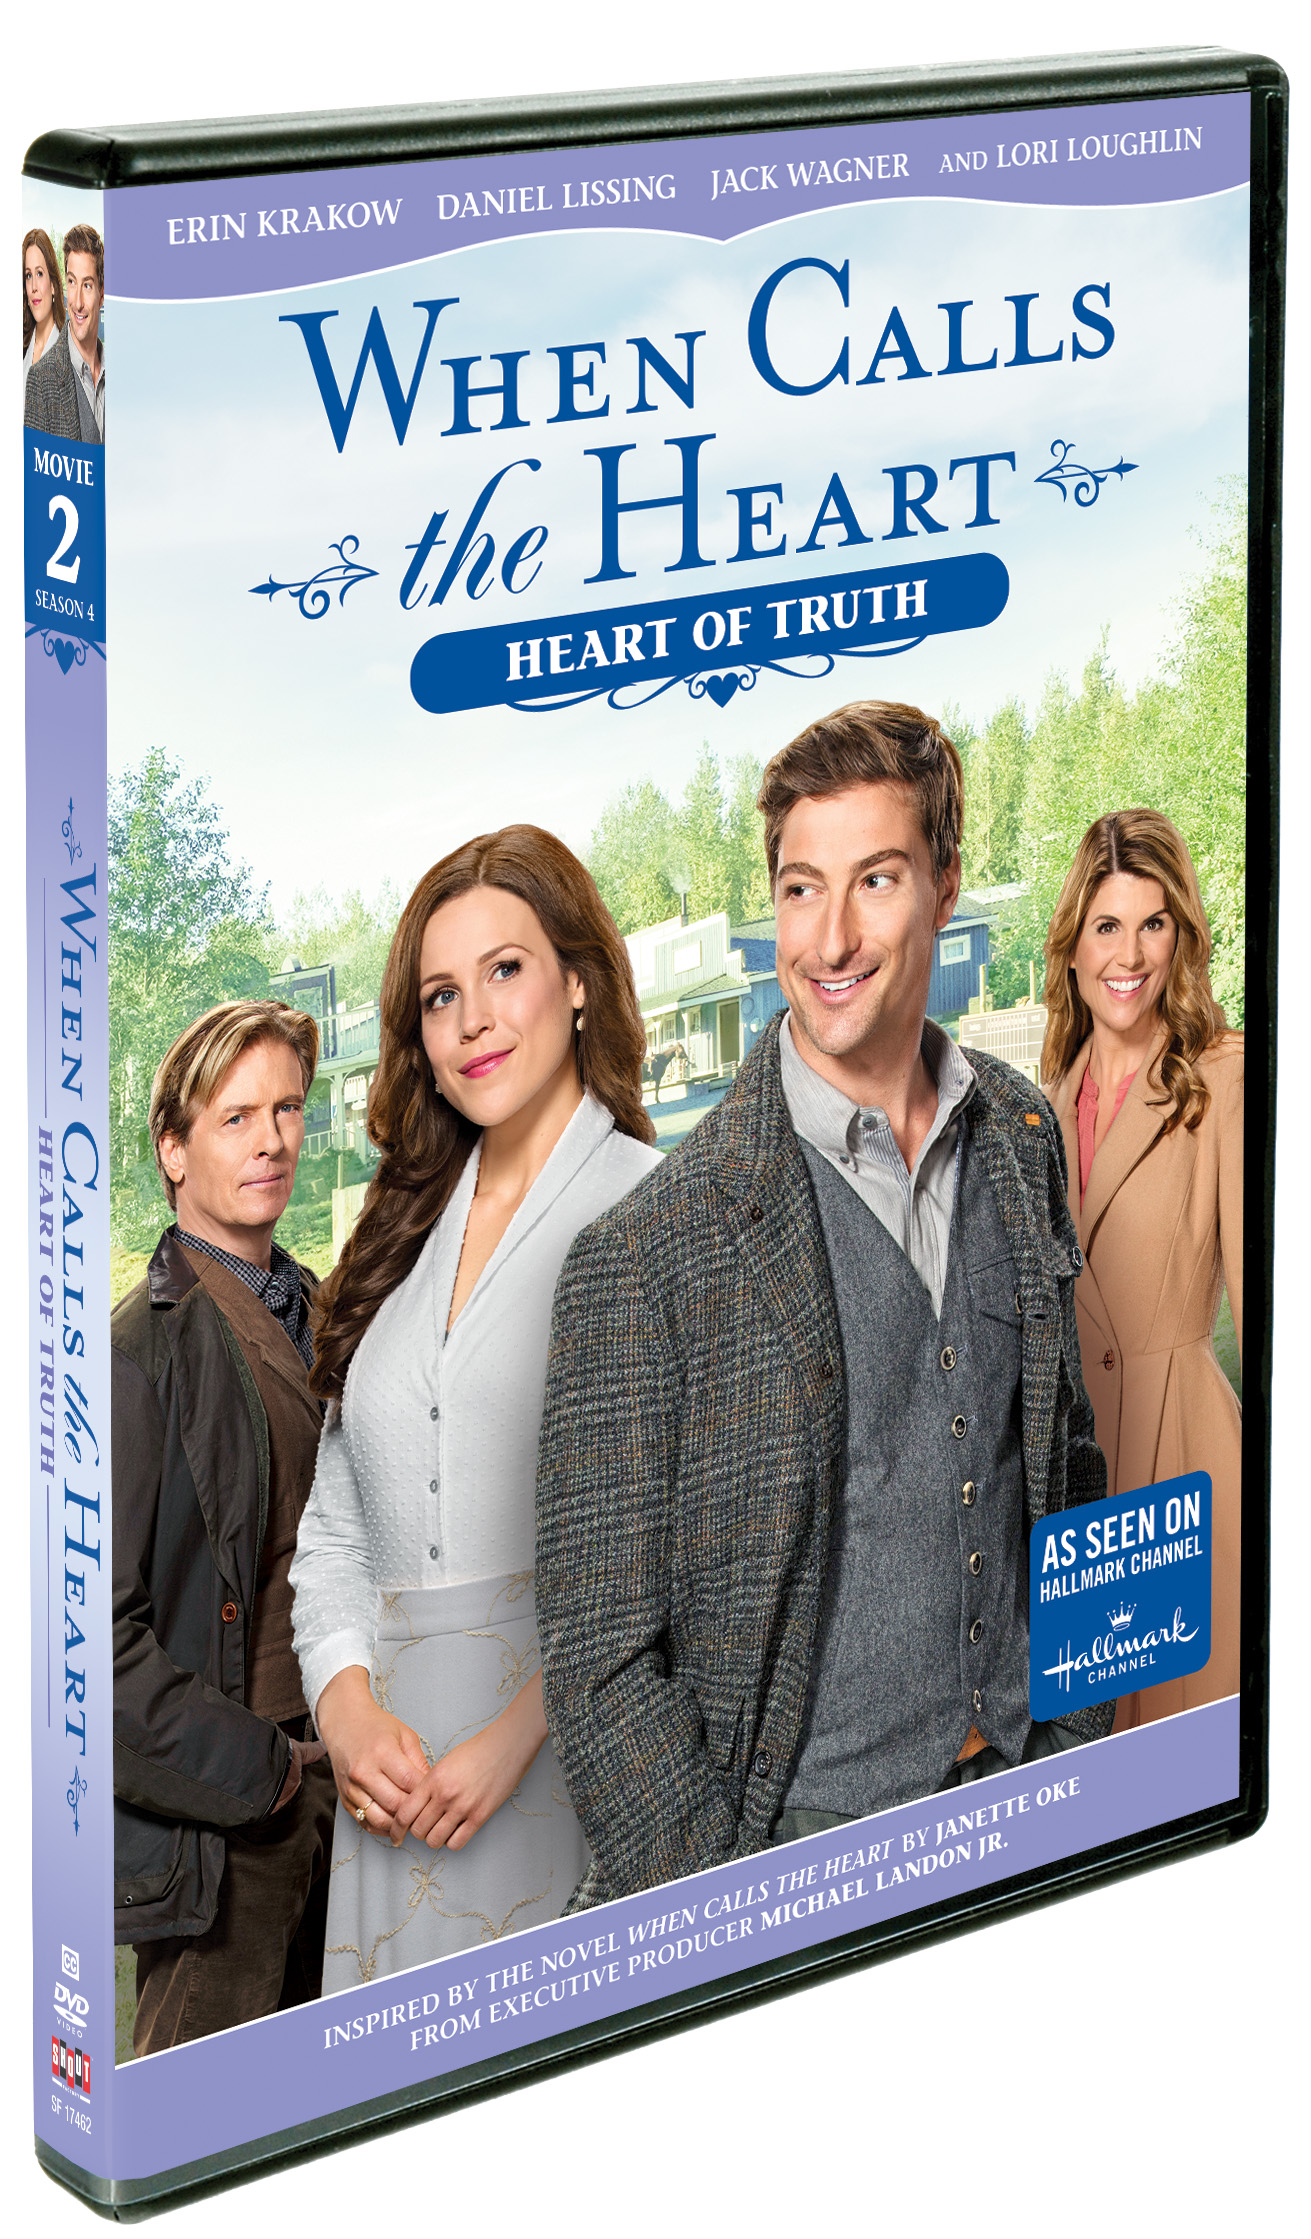 ERIN KRAKOW DANIEL LISSING JACK WAGNER AND LORI LOUGHLIN
WHEN CALLS
the HEART
HEART OF TRUTH
AS SEEN ON
HALLMARK CHANNEL
Hallmark
CHANNEL
INSPIRED BY THE NOVEL WHEN CALLS THE HEART BY JANETTE OKE
FROM EXECUTIVE PRODUCER MICHAEL LANDON JR.
MOVIE
2
SEASON 4
WHEN CALLS the HEART
HEART OF TRUTH
CC
DVD
VIDEO
SHOUT
SF 17462